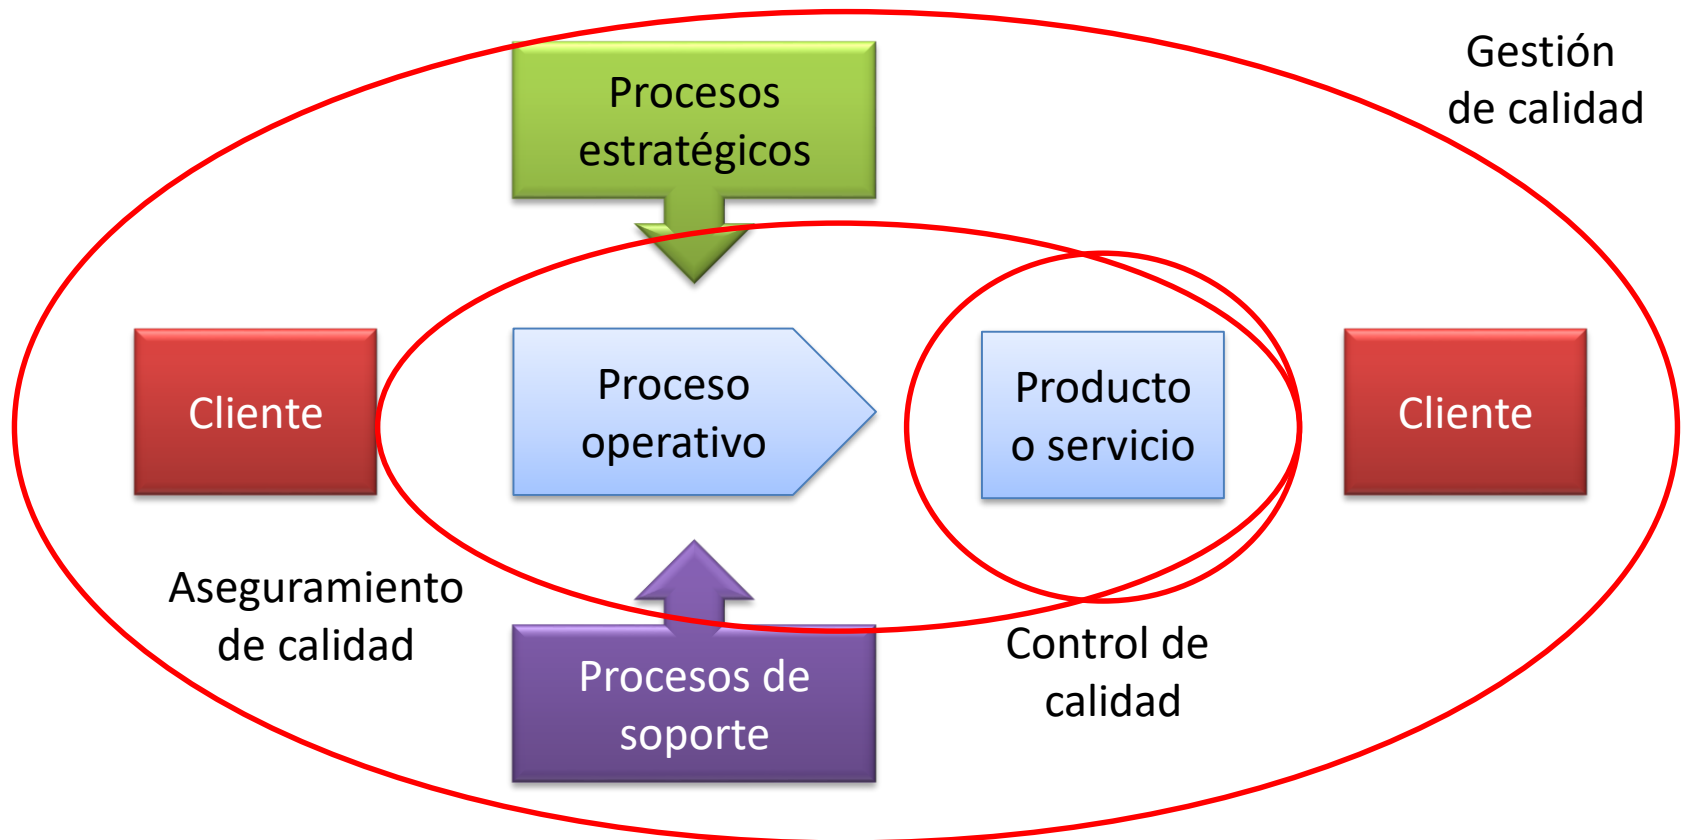 Gestión
de calidad
Procesos
estratégicos
Cliente
Proceso
operativo
Producto
o servicio
Cliente
Aseguramiento
de calidad
Procesos de
soporte
Control de
calidad